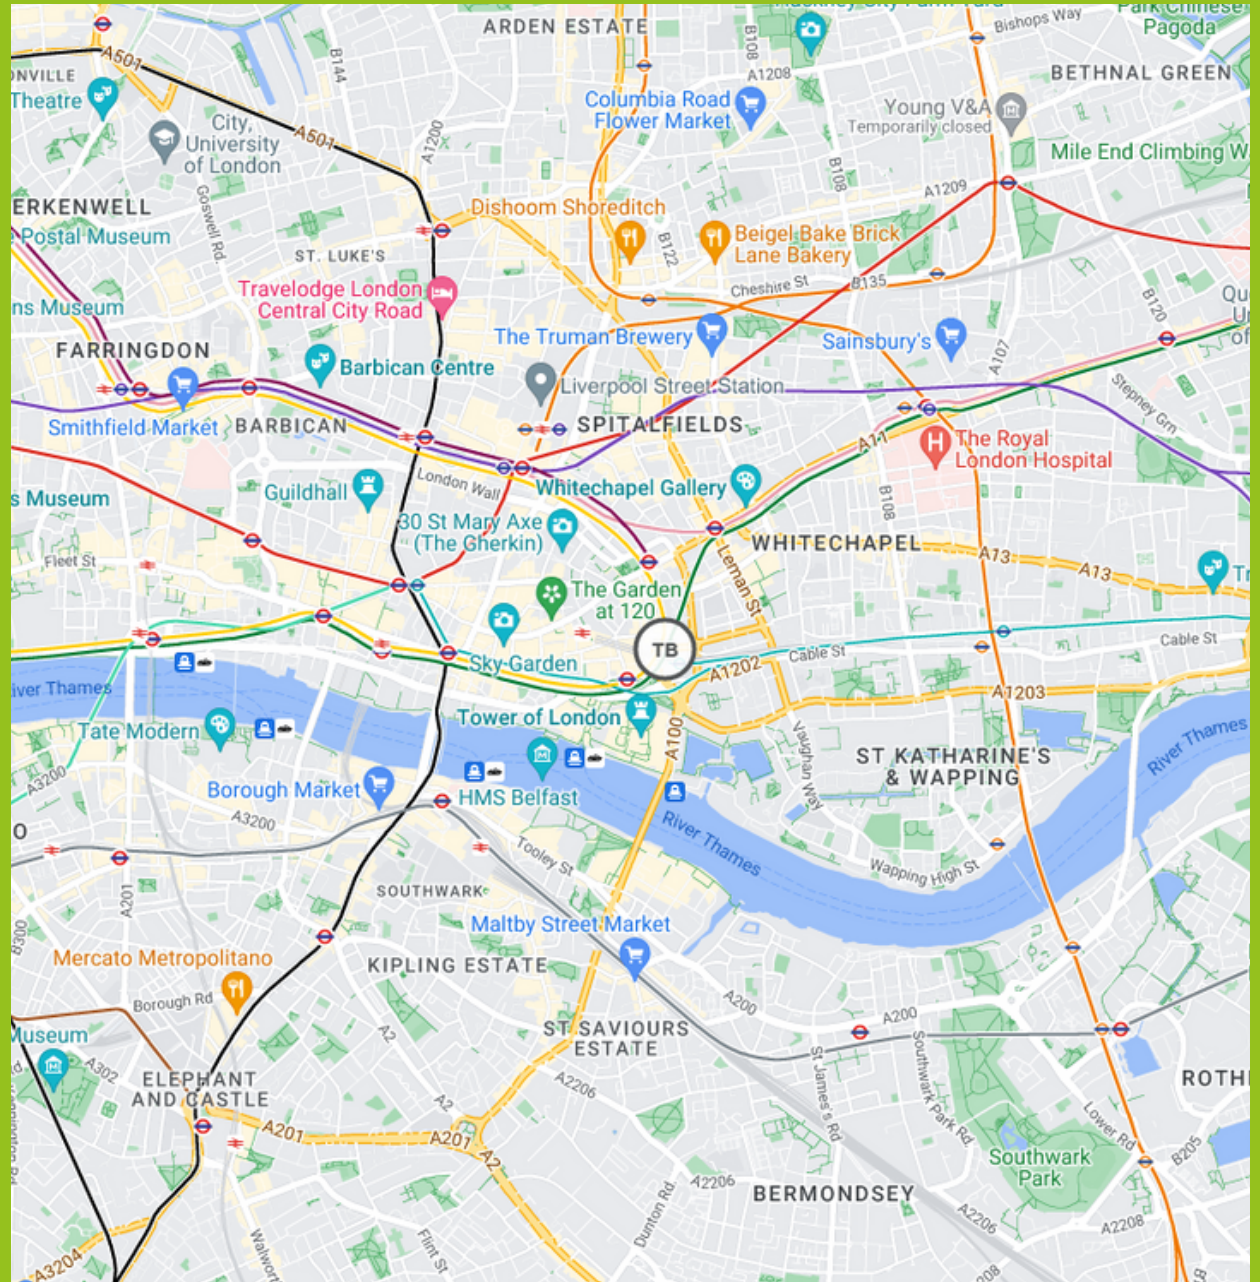 ARDEN ESTATE
B108
Bishops Way
Pagoda
A501
B144
A1208
BETHNAL GREEN
Theatre
Columbia Road
Flower Market
Young V&A
Temporarily closed
City,
University
of London
A501
A1200
Mile End Climbing
B108
A1209
Goswell Rd.
Dishoom Shoreditch
Postal Museum
ST. LUKE'S
B122
Beigel Bake Brick
Lane Bakery
Travelodge London
Central City Road
Cheshire St
B135
B120
Museum
The Truman Brewery
Sainsbury's
A107
FARRINGDON
Barbican Centre
Liverpool Street Station
Stepney Grn
Smithfield Market
BARBICAN
SPITALFIELDS
A11
The Royal
London Hospital
London Wall
Guildhall
Whitechapel Gallery
s Museum
B108
30 St Mary Axe
(The Gherkin)
WHITECHAPEL
Fleet St
Leman St
A13
A13
The Garden
at 120
TB
Sky Garden
A1202
Cable St
Cable St
River Thames
A1203
Tower of London
Tate Modern
A100
Vaughan Way
ST KATHARINE'S
& WAPPING
River Thames
A3200
Borough Market
HMS Belfast
A3200
River Thames
Tooley St
Wapping High St
A201
SOUTHWARK
B300
Maltby Street Market
Mercato Metropolitano
KIPLING ESTATE
Borough Rd
A200
A200
A2
ST SAVIOURS
ESTATE
Museum
A302
St James's Rd
Southwark Park Rd.
ELEPHANT
AND CASTLE
A2206
A2
Lower Rd
A201
A201
A2
B205
Southwark
Park
A2206
BERMONDSEY
Dunton Rd.
A2206
A2208
Flint St
A3204